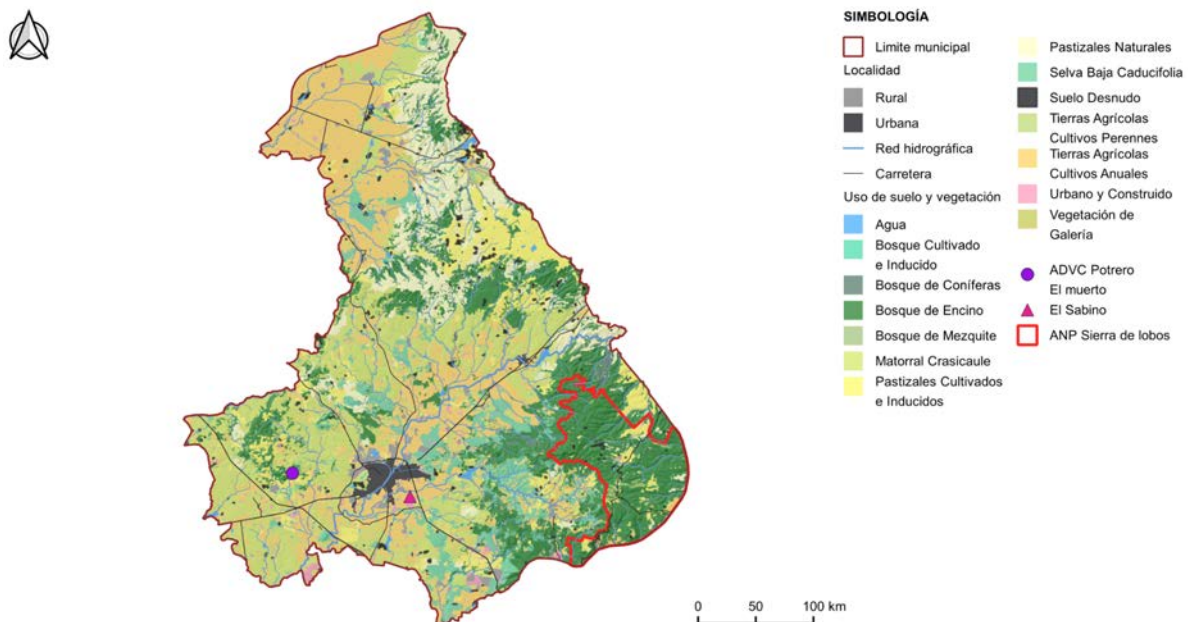 SIMBOLOGÍA
Limite municipal
Localidad
Rural
Urbana
Red hidrográfica
Carretera
Uso de suelo y vegetación
Agua
Bosque Cultivado
e Inducido
Bosque de Coníferas
Bosque de Encino
Bosque de Mezquite
Matorral Crasicaule
Pastizales Cultivados
e Inducidos
Pastizales Naturales
Selva Baja Caducifolia
Suelo Desnudo
Tierras Agrícolas
Cultivos Perennes
Tierras Agrícolas
Cultivos Anuales
Urbano y Construido
Vegetación de
Galería
ADVC Potrero
El muerto
El Sabino
ANP Sierra de lobos
0 50 100 km